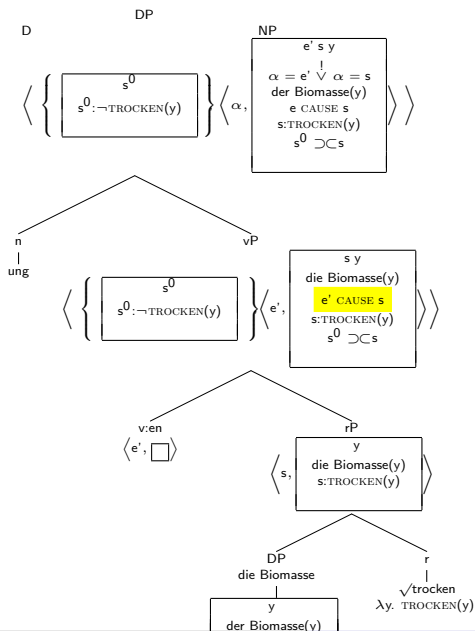 DP
D NP
e' s y
s⁰ !
s⁰:¬TROCKEN(y) α = e' ∨ α = s
⟨ { } ⟨ α, der Biomasse(y) ⟩ ⟩
e CAUSE s
s:TROCKEN(y)
s⁰ ⊃⊂ s
n vP
ung
s y
s⁰ die Biomasse(y)
⟨ { s⁰:¬TROCKEN(y) } ⟨ e', e' CAUSE s ⟩ ⟩
s:TROCKEN(y)
s⁰ ⊃⊂ s
v:en rP
⟨ e', □ ⟩ y
⟨ s, die Biomasse(y) ⟩
s:TROCKEN(y)
DP r
die Biomasse √trocken
y λy. TROCKEN(y)
der Biomasse(y)